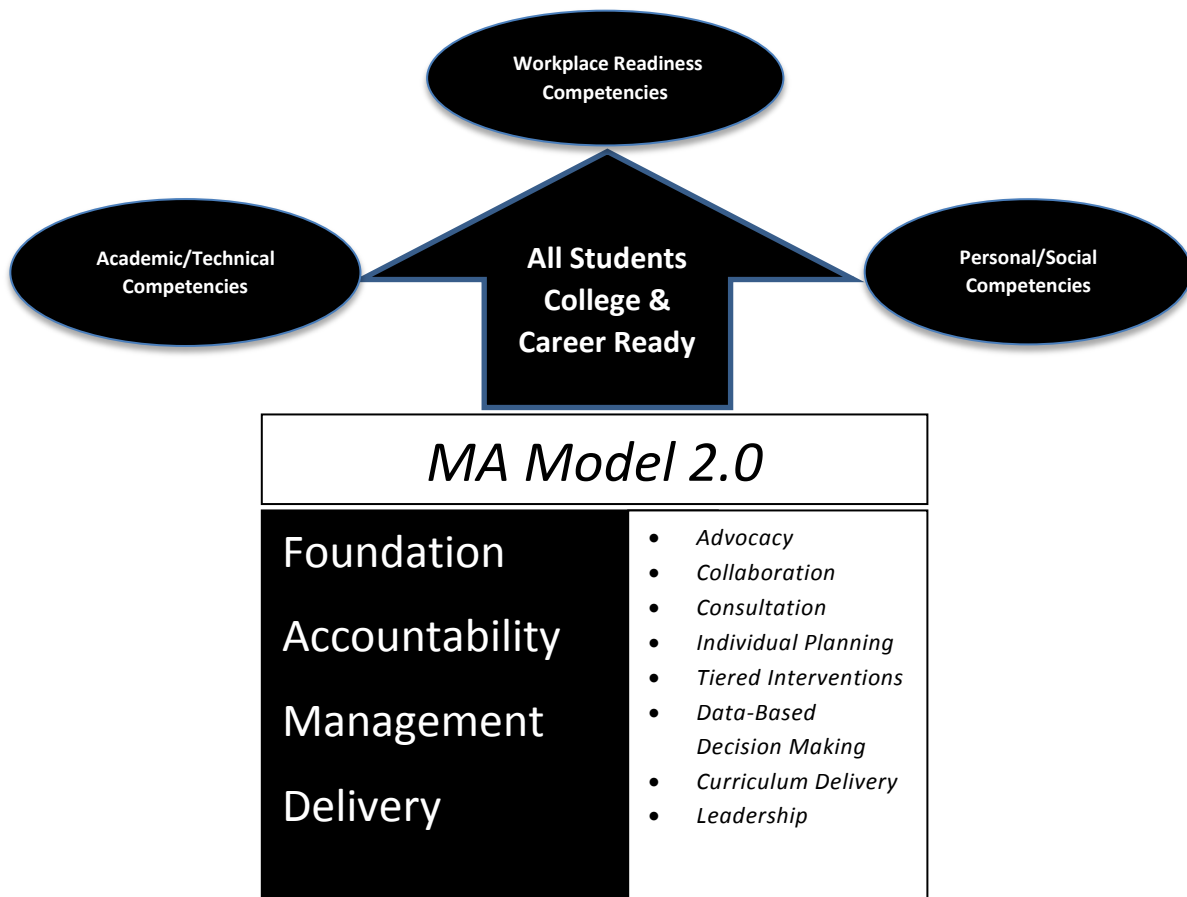 Workplace Readiness
Competencies
Academic/Technical
Competencies
All Students
College &
Career Ready
Personal/Social
Competencies
MA Model 2.0
Foundation
Accountability
Management
Delivery
• Advocacy
• Collaboration
• Consultation
• Individual Planning
• Tiered Interventions
• Data-Based
Decision Making
• Curriculum Delivery
• Leadership